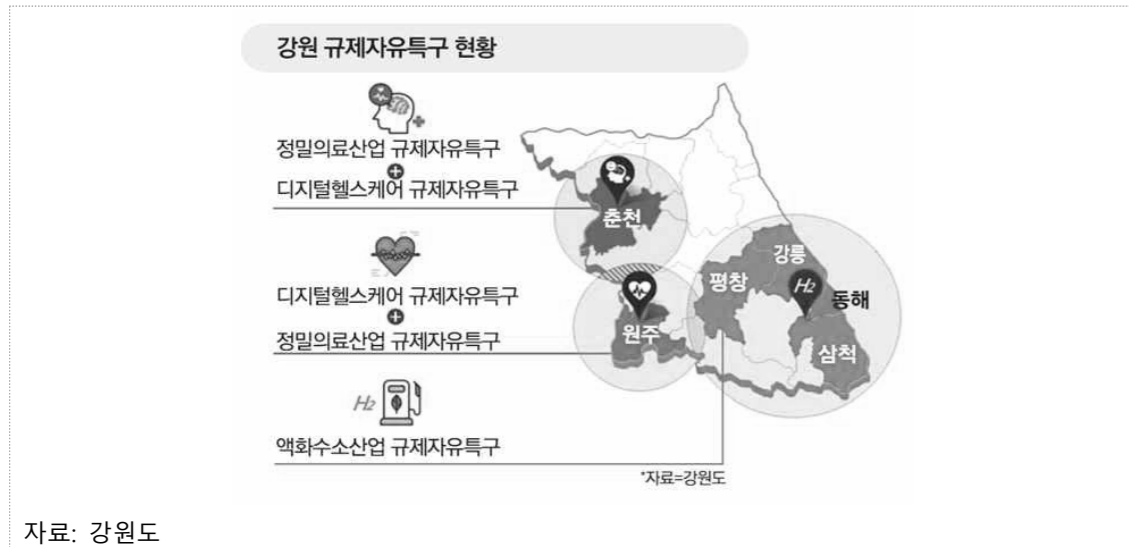 강원 규제자유특구 현황
정밀의료산업 규제자유특구
디지털헬스케어 규제자유특구
춘천
디지털헬스케어 규제자유특구
정밀의료산업 규제자유특구
원주
강릉
평창
H2
동해
삼척
H2
액화수소산업 규제자유특구
*자료=강원도
자료: 강원도